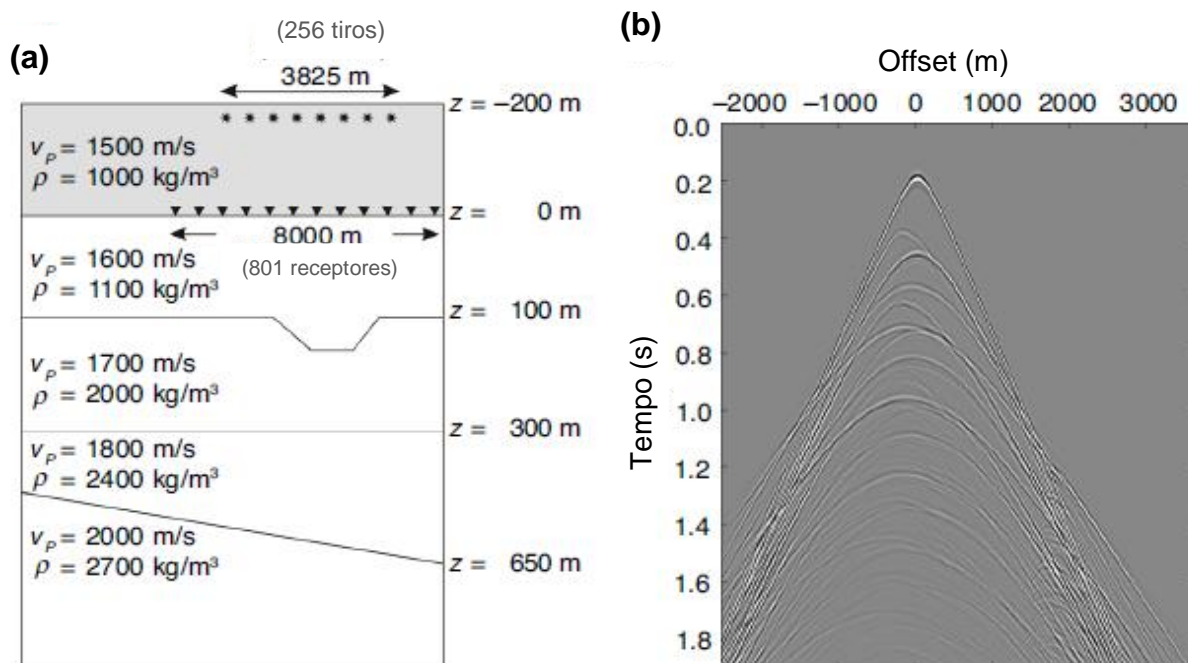 (a)
(256 tiros)
3825 m
z = −200 m
v_P = 1500 m/s
ρ = 1000 kg/m³
z = 0 m
8000 m
(801 receptores)
v_P = 1600 m/s
ρ = 1100 kg/m³
z = 100 m
v_P = 1700 m/s
ρ = 2000 kg/m³
z = 300 m
v_P = 1800 m/s
ρ = 2400 kg/m³
v_P = 2000 m/s
ρ = 2700 kg/m³
z = 650 m
(b)
Offset (m)
−2000 −1000 0 1000 2000 3000
Tempo (s)
0.0
0.2
0.4
0.6
0.8
1.0
1.2
1.4
1.6
1.8